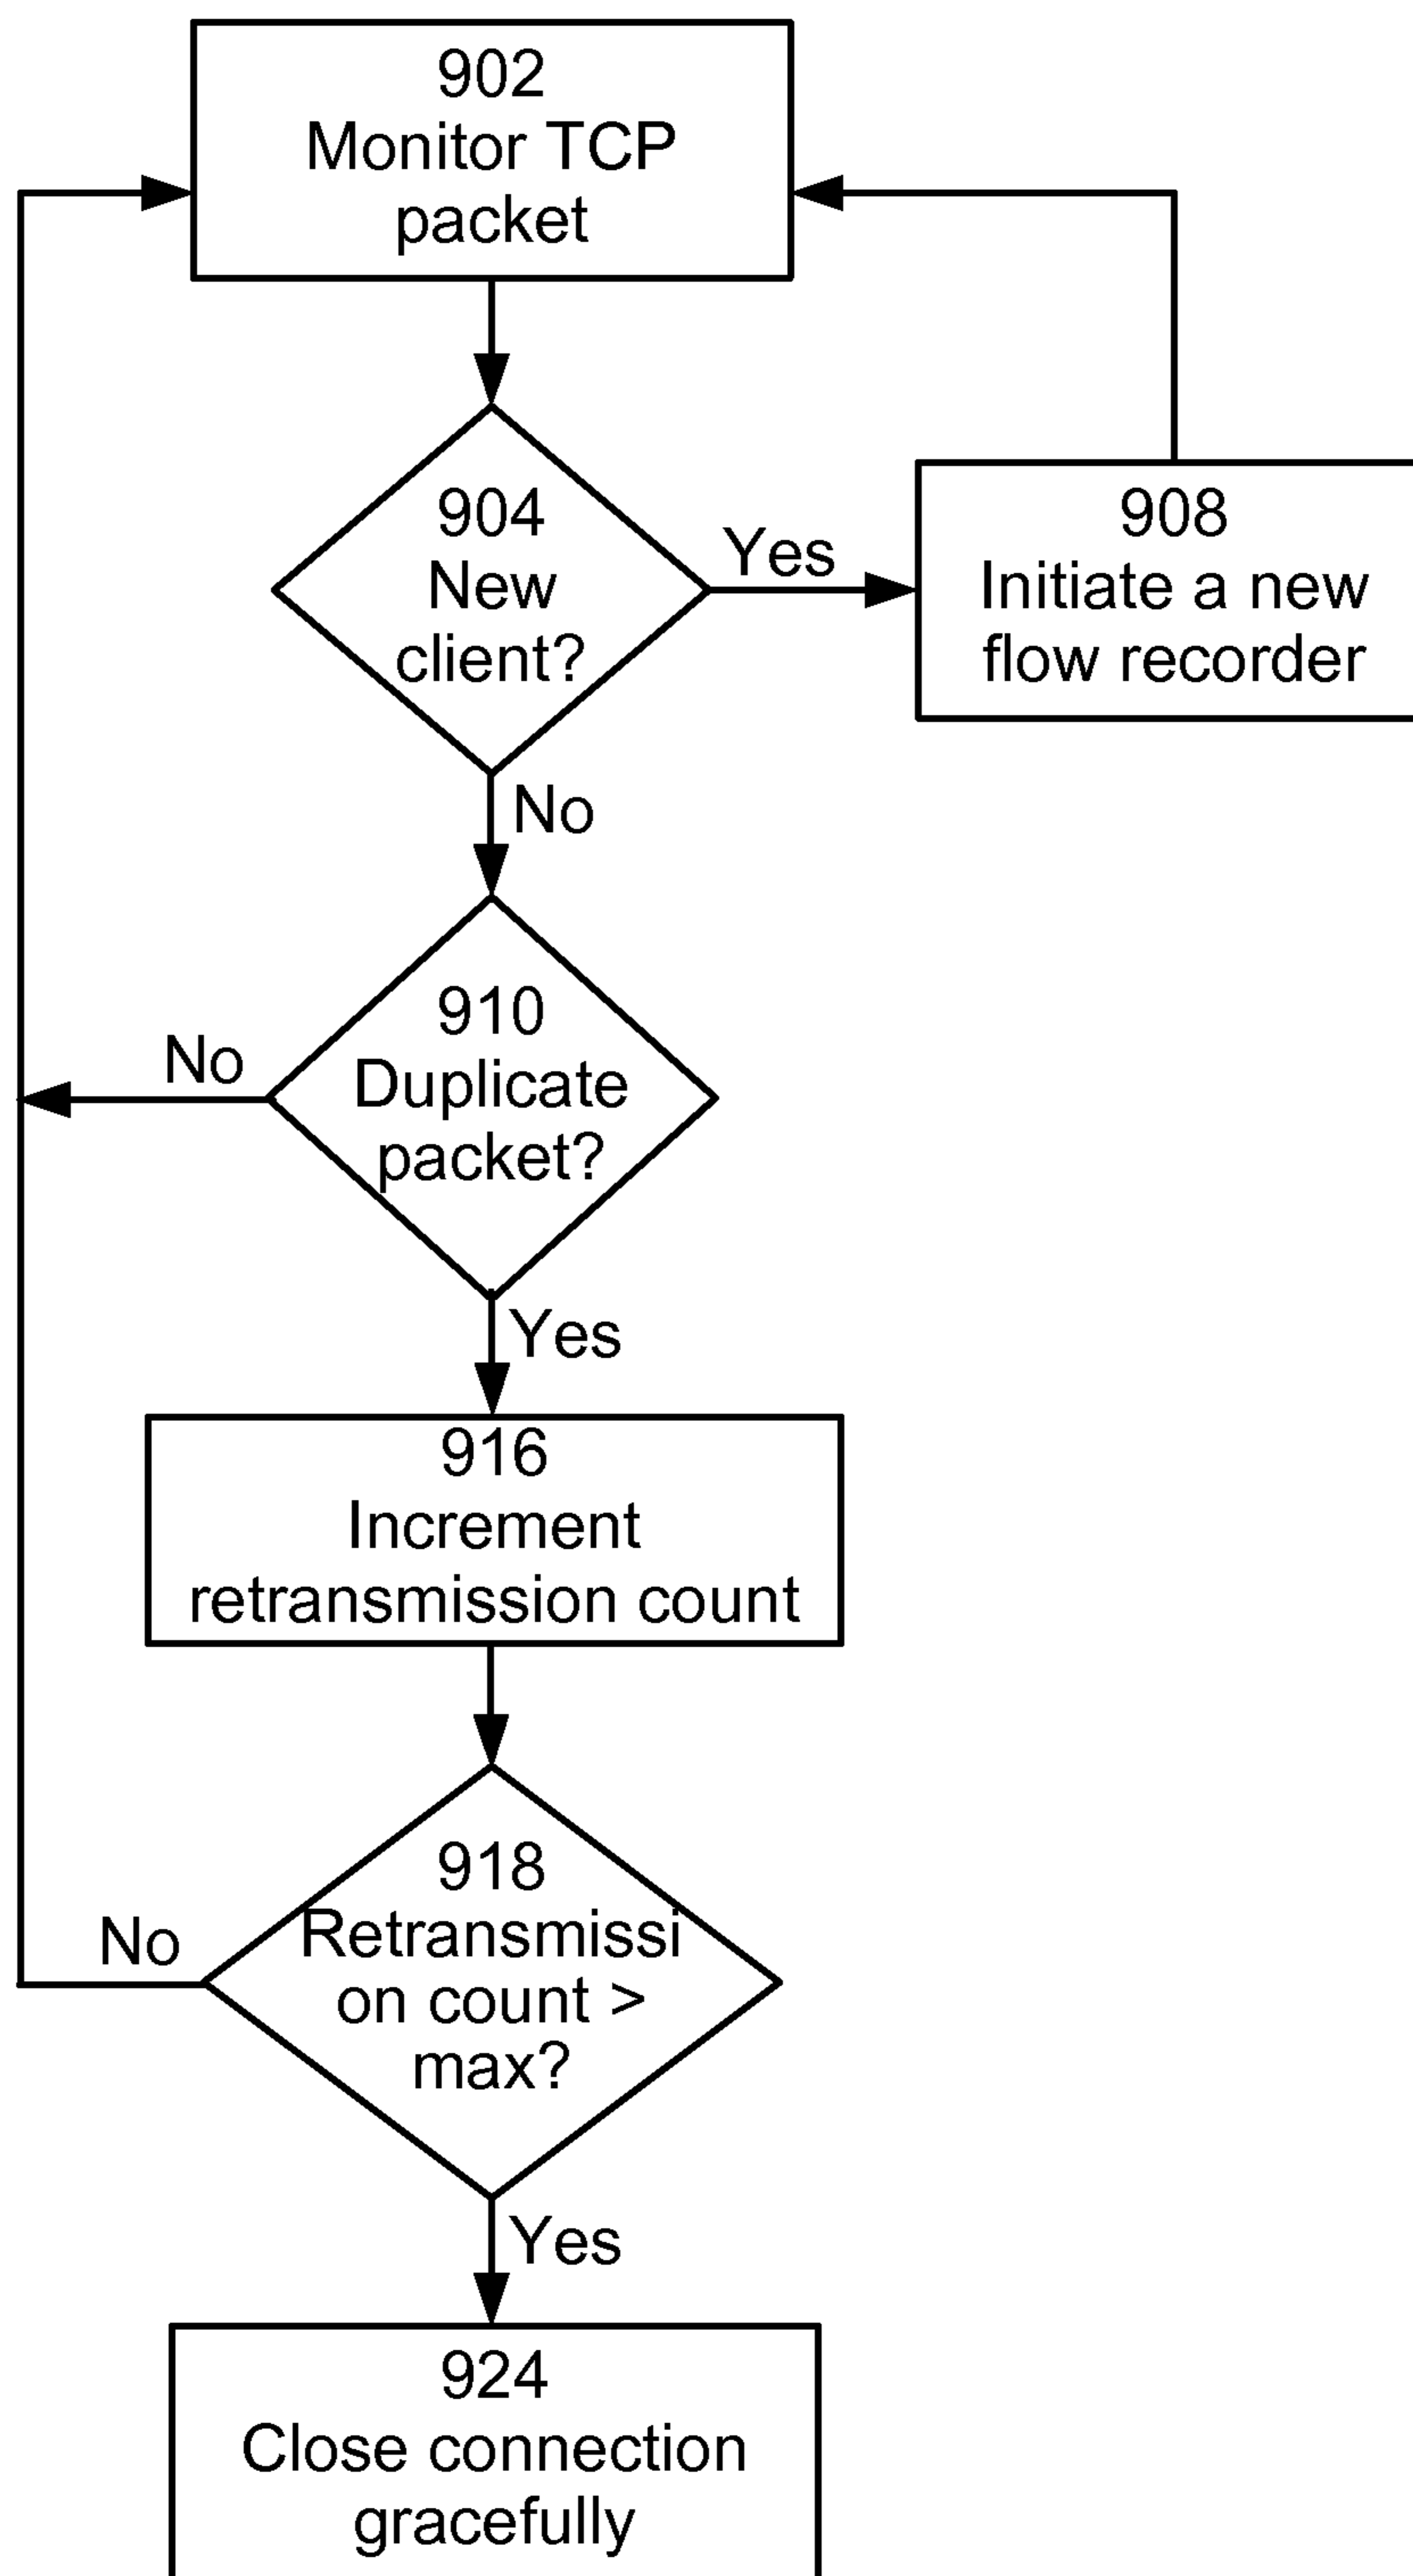 902
Monitor TCP
packet
904
New
client?
Yes
908
Initiate a new
flow recorder
No
910
Duplicate
packet?
No
Yes
916
Increment
retransmission count
918
Retransmissi
on count >
max?
No
Yes
924
Close connection
gracefully